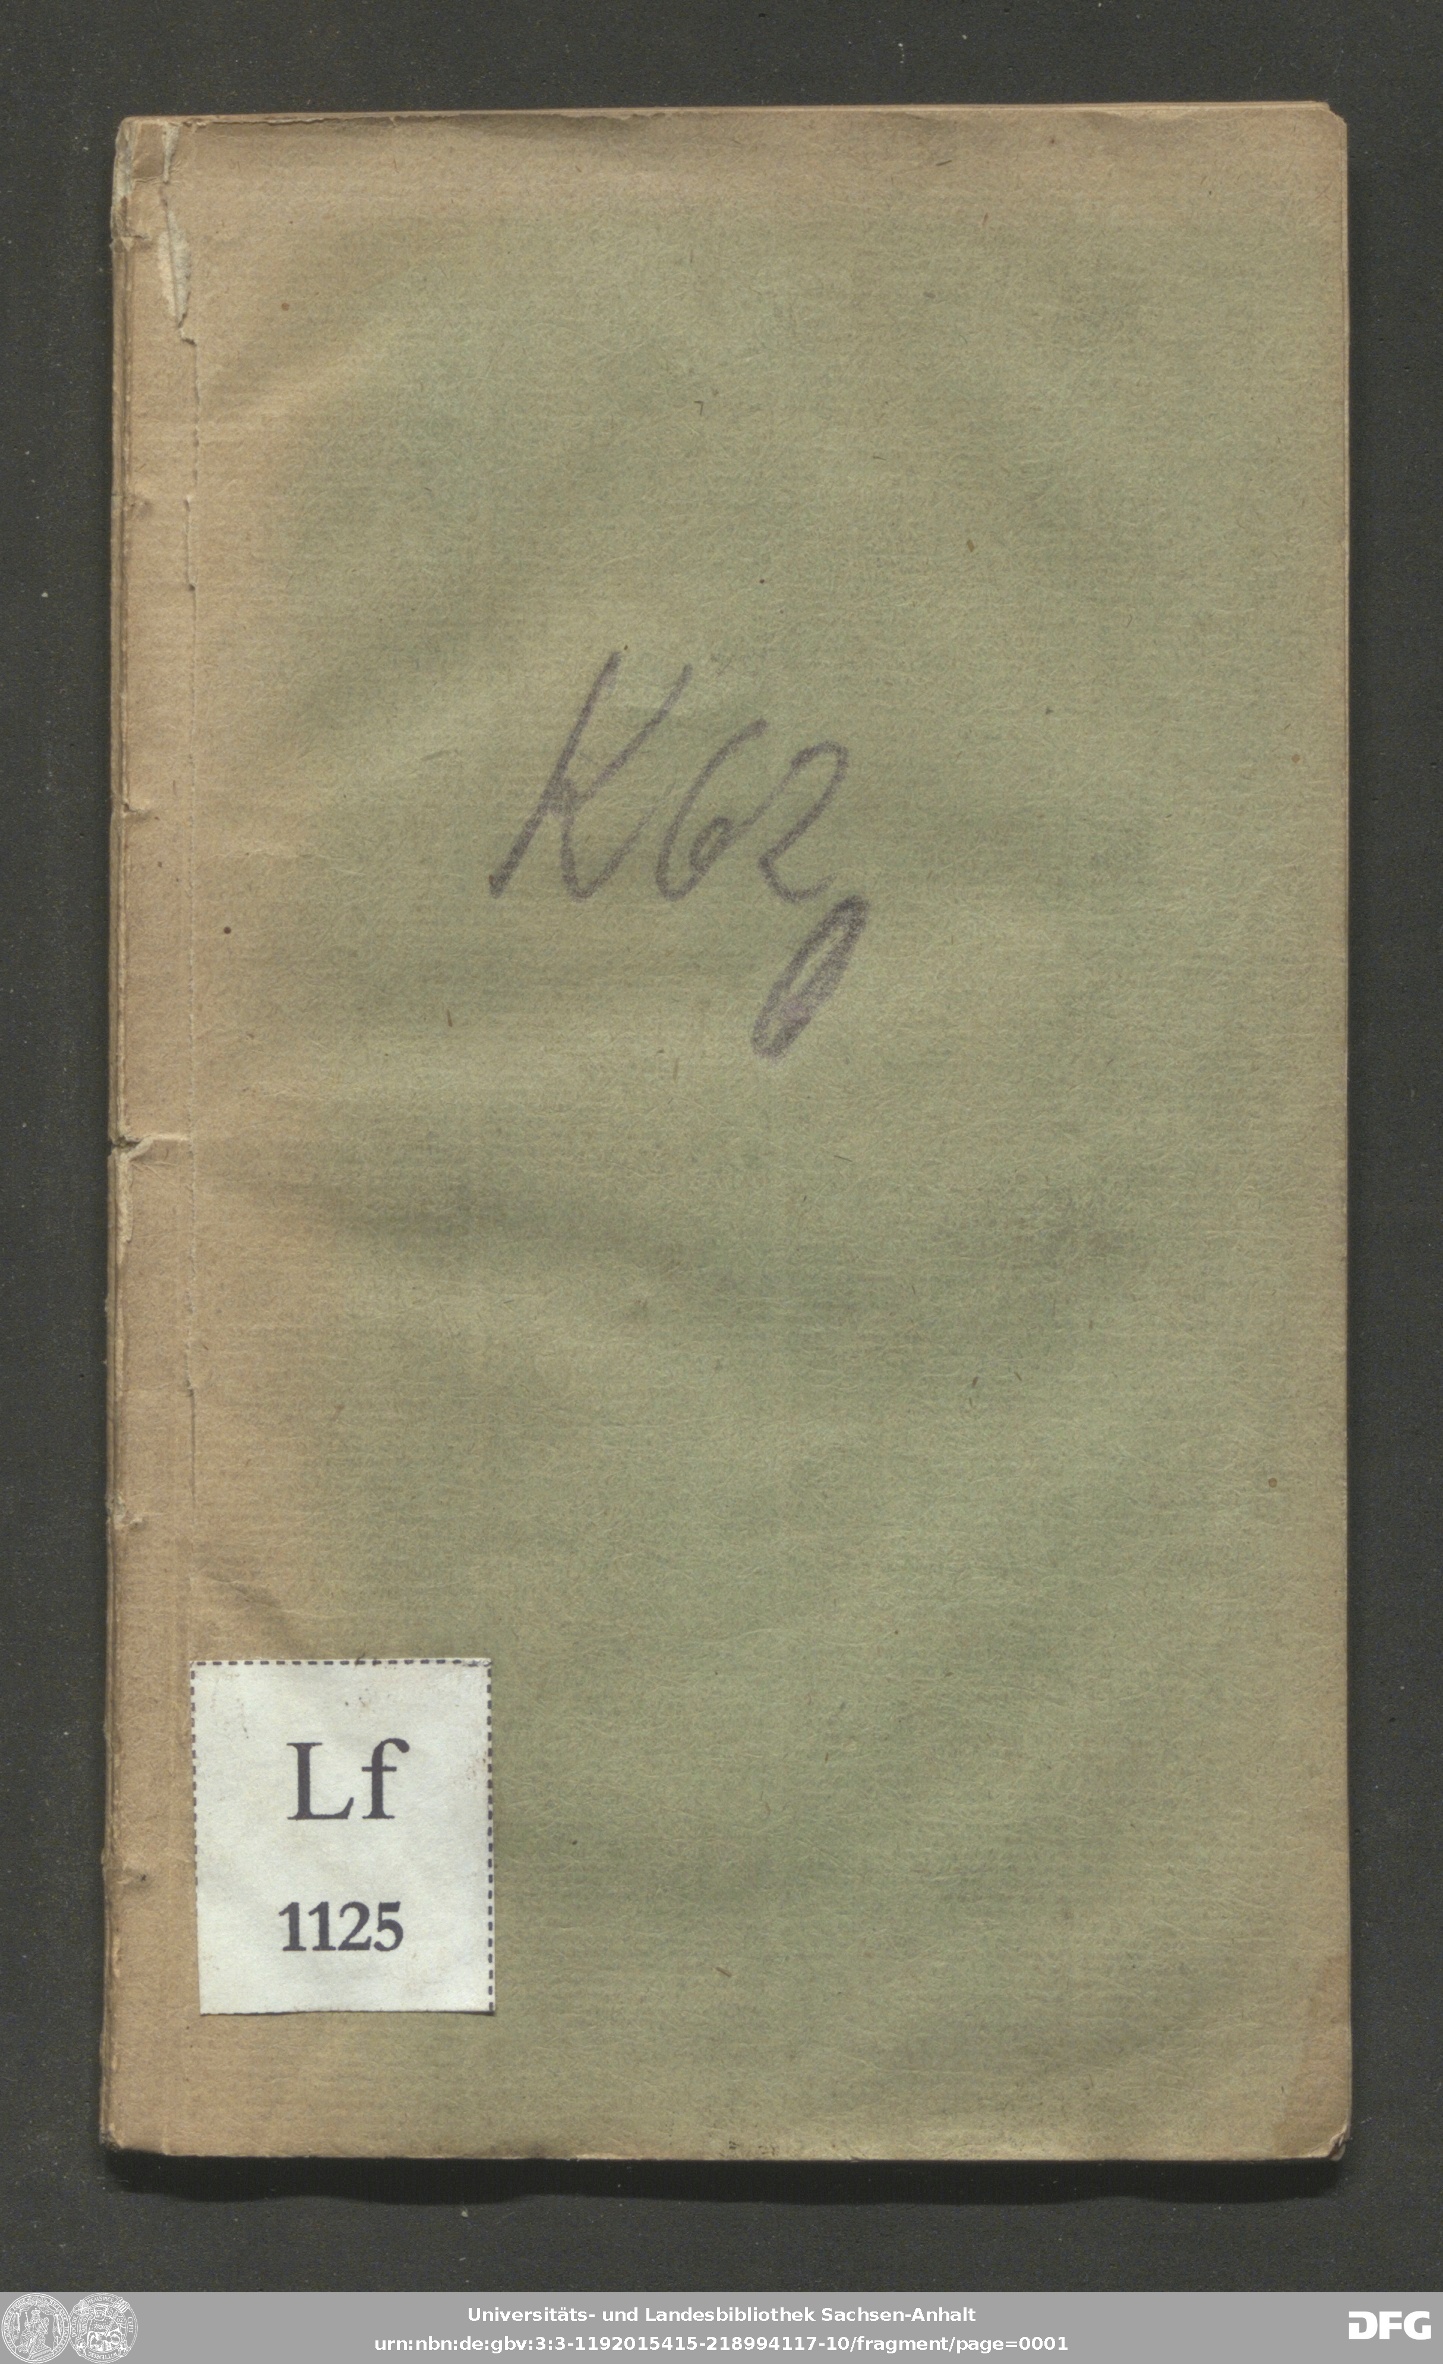 K62
Lf
1125
Universitäts- und Landesbibliothek Sachsen-Anhalt
urn:nbn:de:gbv:3:3-1192015415-218994117-10/fragment/page=0001
DFG